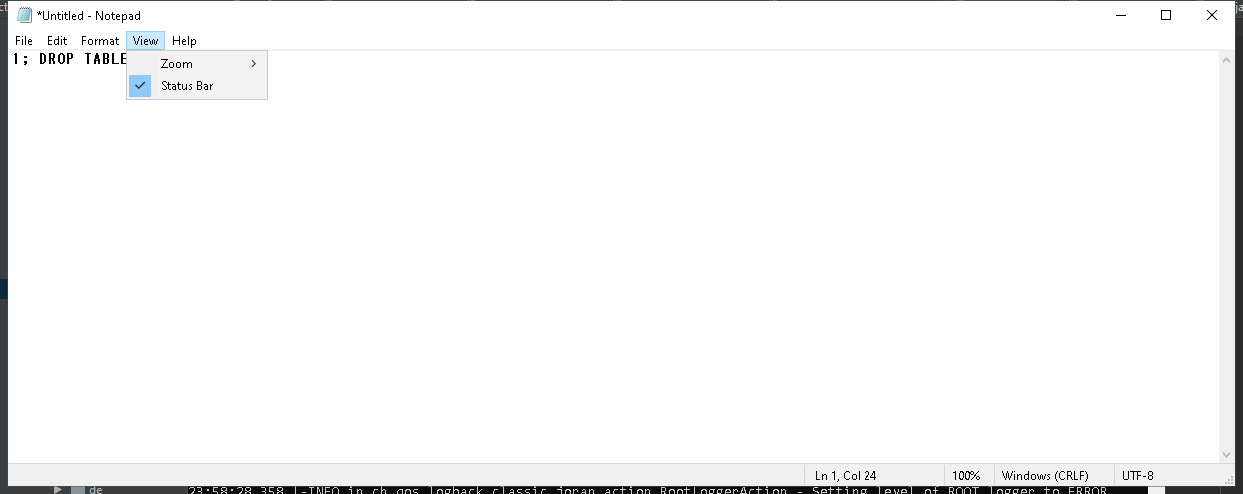 *Untitled - Notepad
File Edit Format View Help
1; DROP TABLE
Zoom
Status Bar
Ln 1, Col 24 100% Windows (CRLF) UTF-8
de 23:58:28,358 |-INFO in ch.qos.logback.classic.joran.action.RootLoggerAction - Setting level of ROOT logger to ERROR